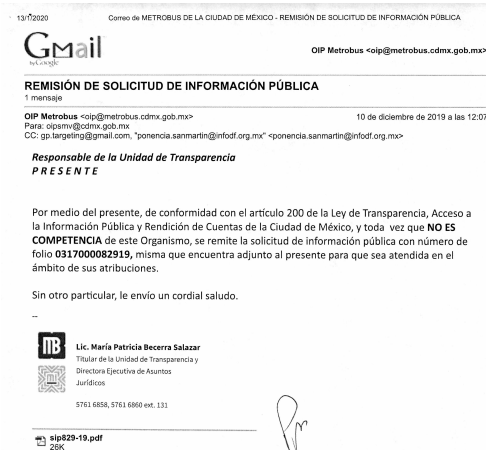 13/1/2020 Correo de METROBUS DE LA CIUDAD DE MÉXICO - REMISIÓN DE SOLICITUD DE INFORMACIÓN PÚBLICA
Gmail
by Google
OIP Metrobus <oip@metrobus.cdmx.gob.mx>
REMISIÓN DE SOLICITUD DE INFORMACIÓN PÚBLICA
1 mensaje
OIP Metrobus <oip@metrobus.cdmx.gob.mx> 10 de diciembre de 2019 a las 12:07
Para: oipsmv@cdmx.gob.mx
CC: gp.targeting@gmail.com, "ponencia.sanmartin@infodf.org.mx" <ponencia.sanmartin@infodf.org.mx>
Responsable de la Unidad de Transparencia
P R E S E N T E
Por medio del presente, de conformidad con el artículo 200 de la Ley de Transparencia, Acceso a
la Información Pública y Rendición de Cuentas de la Ciudad de México, y toda vez que NO ES
COMPETENCIA de este Organismo, se remite la solicitud de información pública con número de
folio 0317000082919, misma que encuentra adjunto al presente para que sea atendida en el
ámbito de sus atribuciones.
Sin otro particular, le envío un cordial saludo.
--
MB
Lic. María Patricia Becerra Salazar
Titular de la Unidad de Transparencia y
Directora Ejecutiva de Asuntos
Jurídicos
5761 6858, 5761 6860 ext. 131
sip829-19.pdf
26K